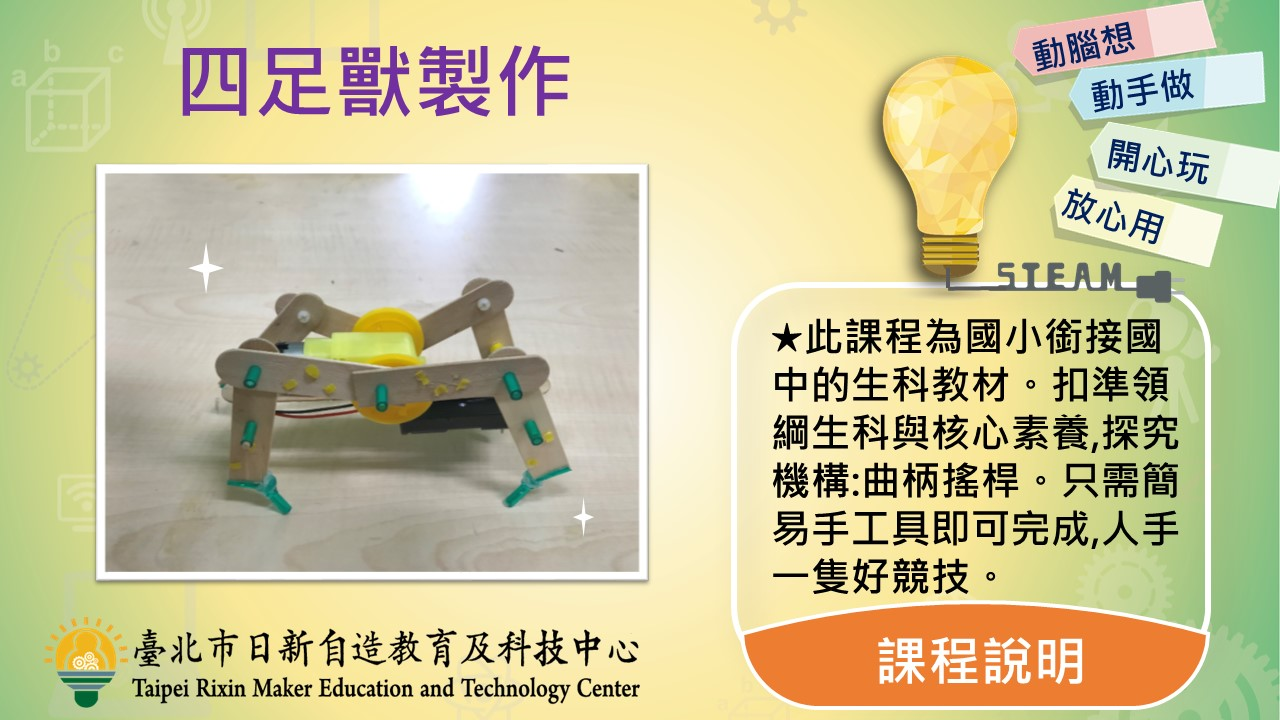 四足獸製作
動腦想
動手做
開心玩
放心用
STEAM
★此課程為國小銜接國
中的生科教材。扣準領
綱生科與核心素養,探究
機構:曲柄搖桿。只需簡
易手工具即可完成,人手
一隻好競技。
課程說明
臺北市日新自造教育及科技中心
Taipei Rixin Maker Education and Technology Center
a
b
c